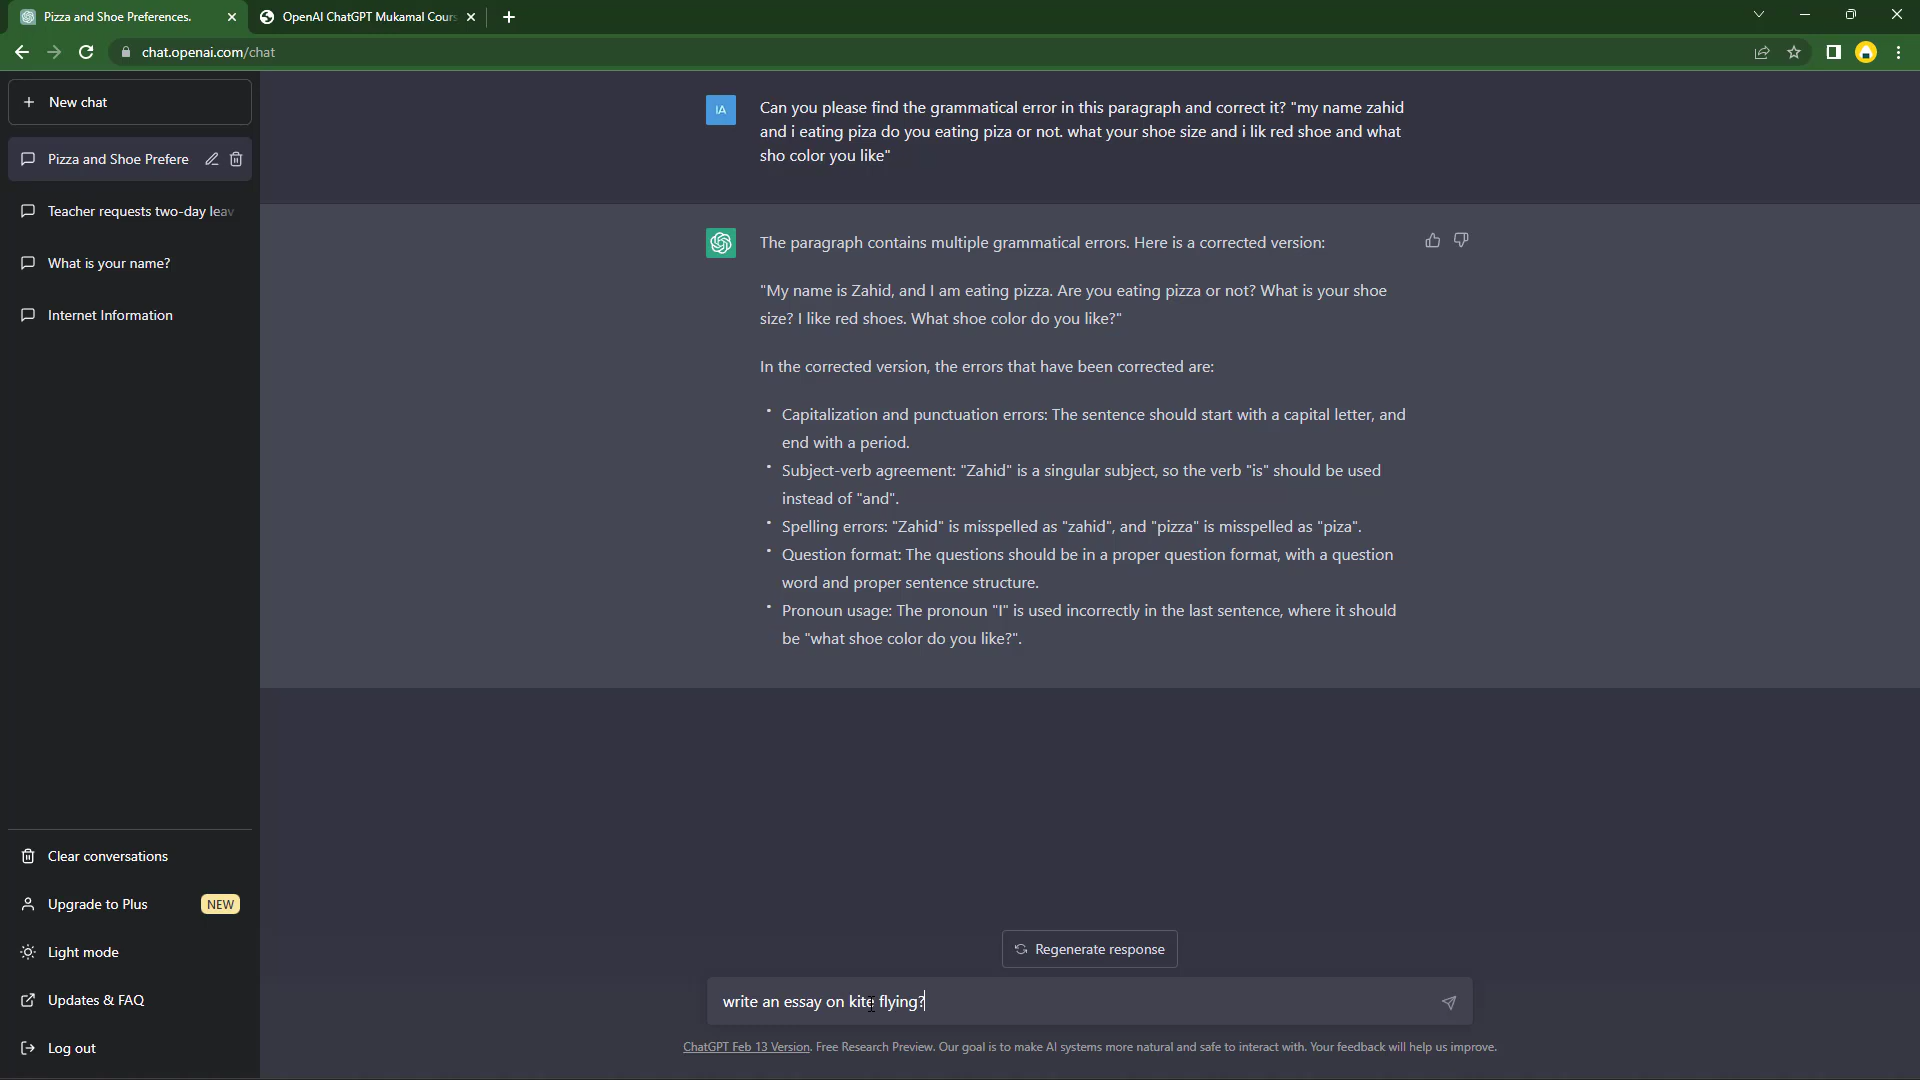 Pizza and Shoe Preferences.
OpenAI ChatGPT Mukamal Cours
chat.openai.com/chat
New chat
Pizza and Shoe Prefere
Teacher requests two-day leav
What is your name?
Internet Information
Clear conversations
Upgrade to Plus
NEW
Light mode
Updates & FAQ
Log out
IA
Can you please find the grammatical error in this paragraph and correct it? "my name zahid
and i eating piza do you eating piza or not. what your shoe size and i lik red shoe and what
sho color you like"
The paragraph contains multiple grammatical errors. Here is a corrected version:
"My name is Zahid, and I am eating pizza. Are you eating pizza or not? What is your shoe
size? I like red shoes. What shoe color do you like?"
In the corrected version, the errors that have been corrected are:
• Capitalization and punctuation errors: The sentence should start with a capital letter, and
end with a period.
• Subject-verb agreement: "Zahid" is a singular subject, so the verb "is" should be used
instead of "and".
• Spelling errors: "Zahid" is misspelled as "zahid", and "pizza" is misspelled as "piza".
• Question format: The questions should be in a proper question format, with a question
word and proper sentence structure.
• Pronoun usage: The pronoun "I" is used incorrectly in the last sentence, where it should
be "what shoe color do you like?".
Regenerate response
write an essay on kite flying?
ChatGPT Feb 13 Version. Free Research Preview. Our goal is to make AI systems more natural and safe to interact with. Your feedback will help us improve.